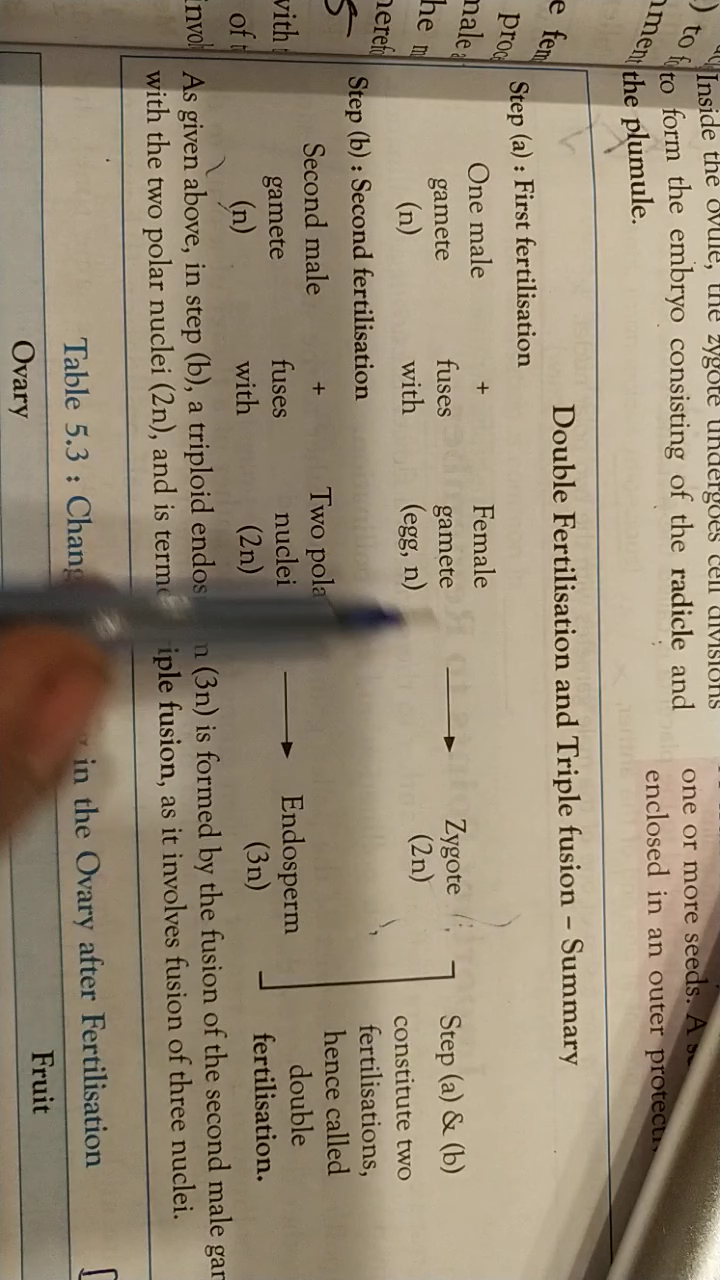 Inside the ovule, the zygote undergoes cell divisions
to form the embryo consisting of the radicle and
the plumule.
one or more seeds. A
enclosed in an outer
Double Fertilisation and Triple fusion – Summary
Step (a) : First fertilisation
One male + Female
gamete fuses gamete Zygote
(n) with (egg, n) (2n)
Step (b) : Second fertilisation
Second male + Two
gamete fuses nuclei Endosperm
(n) with (2n) (3n)
Step (a) & (b)
constitute two
fertilisations,
hence called
double
fertilisation.
As given above, in step (b), a triploid (3n) is formed by the fusion of the second male
with the two polar nuclei (2n), and is fusion, as it involves fusion of three nuclei.
Table 5.3 : in the Ovary after Fertilisation
Ovary Fruit